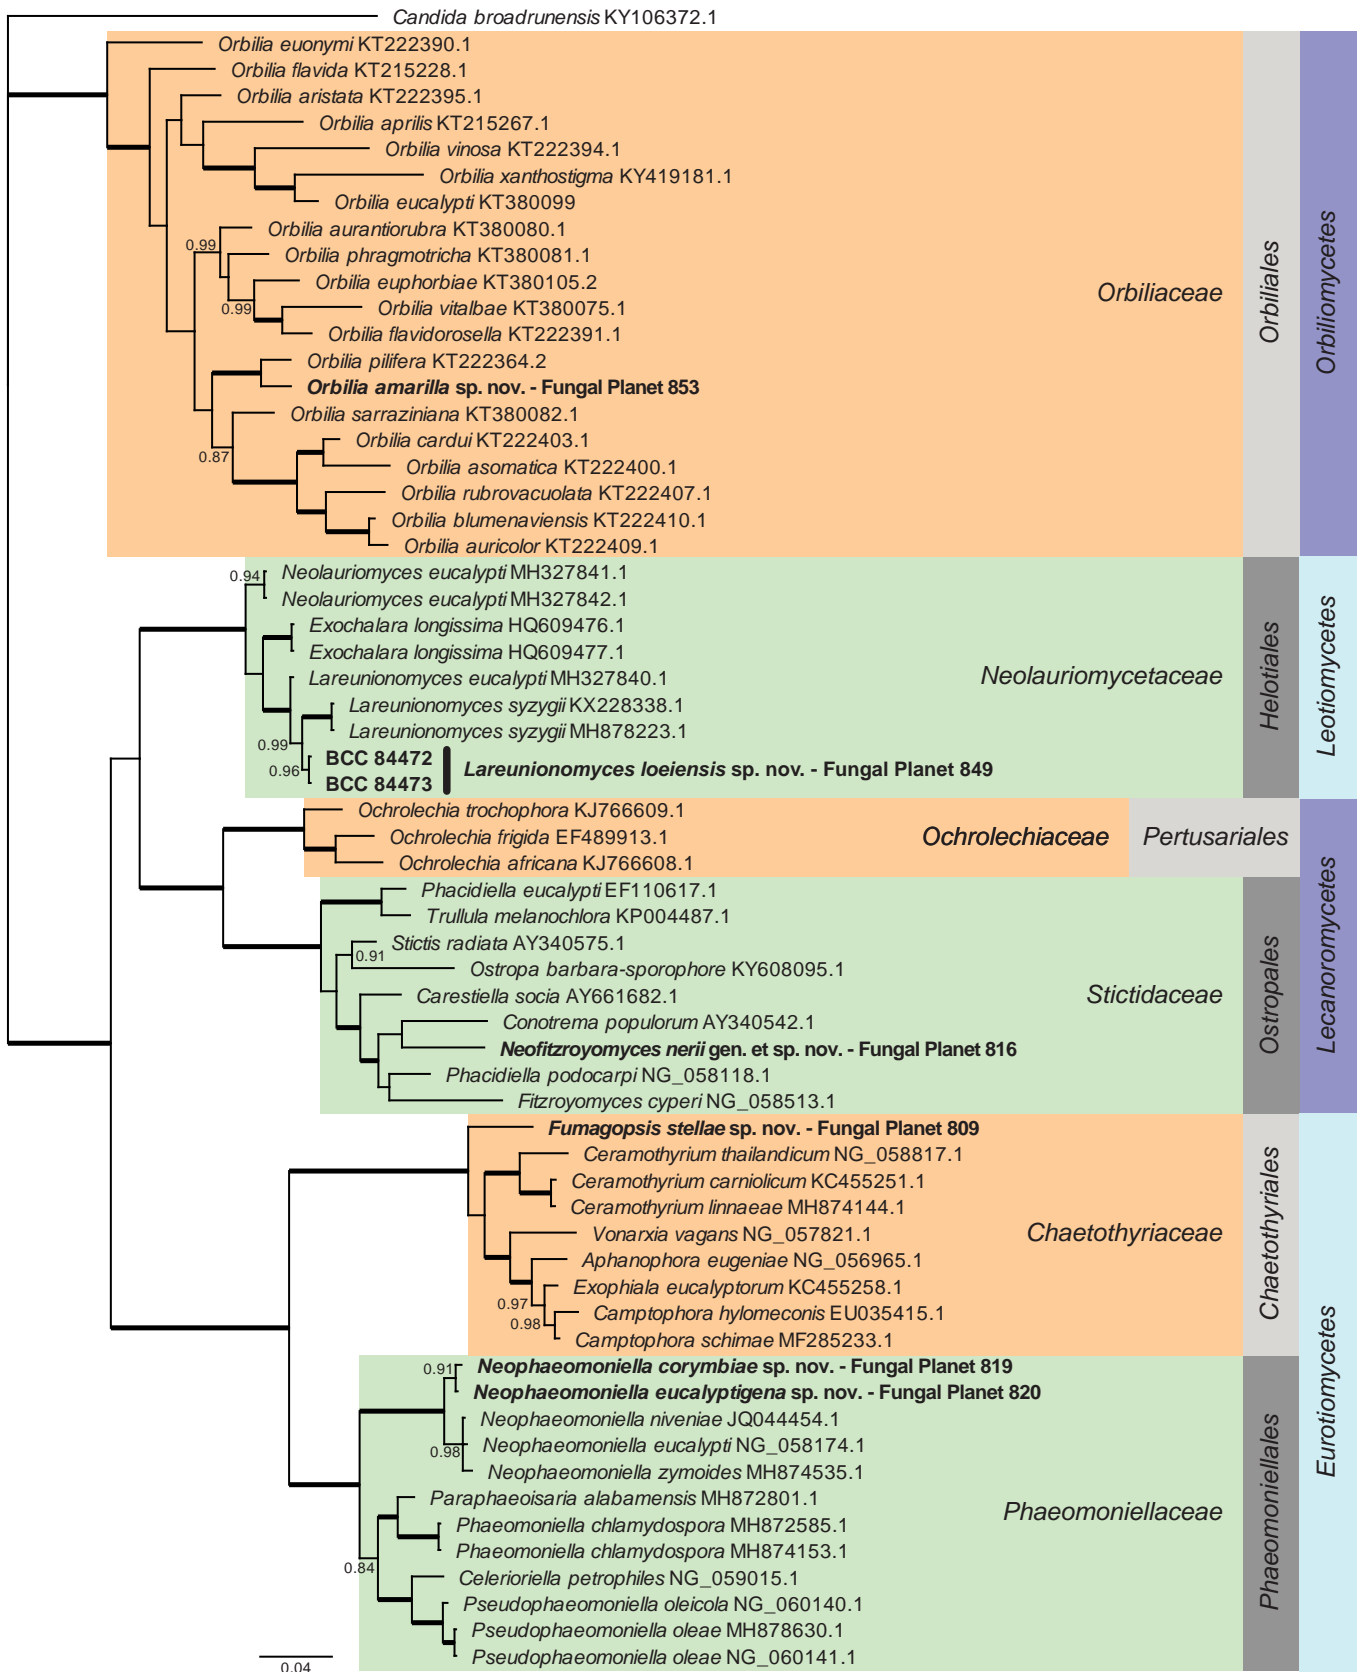 Candida broadrunensis KY106372.1
Orbilia euonymi KT222390.1
Orbilia flavida KT215228.1
Orbilia aristata KT222395.1
Orbilia aprilis KT215267.1
Orbilia vinosa KT222394.1
Orbilia xanthostigma KY419181.1
Orbilia eucalypti KT380099
Orbilia aurantiorubra KT380080.1
0.99
Orbilia phragmotricha KT380081.1
Orbilia euphorbiae KT380105.2
0.99
Orbilia vitalbae KT380075.1
Orbilia flavidorosella KT222391.1
Orbilia pilifera KT222364.2
Orbilia amarilla sp. nov. - Fungal Planet 853
Orbilia sarraziniana KT380082.1
Orbilia cardui KT222403.1
0.87
Orbilia asomatica KT222400.1
Orbilia rubrovacuolata KT222407.1
Orbilia blumenaviensis KT222410.1
Orbilia auricolor KT222409.1
Orbiliaceae
Orbiliales
Orbiliomycetes
0.94
Neolauriomyces eucalypti MH327841.1
Neolauriomyces eucalypti MH327842.1
Exochalara longissima HQ609476.1
Exochalara longissima HQ609477.1
Lareunionomyces eucalypti MH327840.1
Lareunionomyces syzygii KX228338.1
Lareunionomyces syzygii MH878223.1
0.99
BCC 84472
0.96
BCC 84473
Lareunionomyces loeiensis sp. nov. - Fungal Planet 849
Neolauriomycetaceae
Helotiales
Leotiomycetes
Ochrolechia trochophora KJ766609.1
Ochrolechia frigida EF489913.1
Ochrolechia africana KJ766608.1
Ochrolechiaceae
Pertusariales
Phacidiella eucalypti EF110617.1
Trullula melanochlora KP004487.1
Stictis radiata AY340575.1
0.91
Ostropa barbara-sporophore KY608095.1
Carestiella socia AY661682.1
Conotrema populorum AY340542.1
Neofitzroyomyces nerii gen. et sp. nov. - Fungal Planet 816
Phacidiella podocarpi NG_058118.1
Fitzroyomyces cyperi NG_058513.1
Stictidaceae
Ostropales
Lecanoromycetes
Fumagopsis stellae sp. nov. - Fungal Planet 809
Ceramothyrium thailandicum NG_058817.1
Ceramothyrium carniolicum KC455251.1
Ceramothyrium linnaeae MH874144.1
Vonarxia vagans NG_057821.1
Aphanophora eugeniae NG_056965.1
Exophiala eucalyptorum KC455258.1
0.97
Camptophora hylomeconis EU035415.1
0.98
Camptophora schimae MF285233.1
Chaetothyriaceae
Chaetothyriales
0.91
Neophaeomoniella corymbiae sp. nov. - Fungal Planet 819
Neophaeomoniella eucalyptigena sp. nov. - Fungal Planet 820
Neophaeomoniella niveniae JQ044454.1
Neophaeomoniella eucalypti NG_058174.1
0.98
Neophaeomoniella zymoides MH874535.1
Paraphaeoisaria alabamensis MH872801.1
Phaeomoniella chlamydospora MH872585.1
Phaeomoniella chlamydospora MH874153.1
0.84
Celerioriella petrophiles NG_059015.1
Pseudophaeomoniella oleicola NG_060140.1
Pseudophaeomoniella oleae MH878630.1
Pseudophaeomoniella oleae NG_060141.1
Phaeomoniellaceae
Phaeomoniellales
Eurotiomycetes
0.04